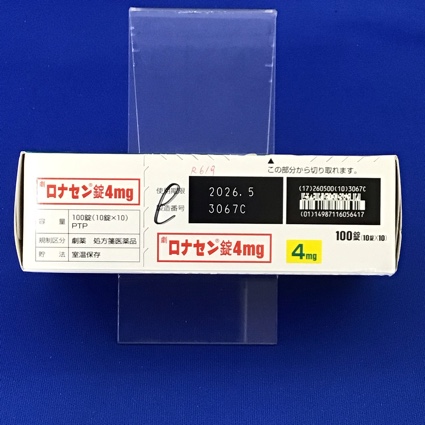 劇 ロナセン錠4mg
容量 100錠(10錠×10)
PTP
規制区分 劇薬 処方箋医薬品
貯法 室温保存
使用期限 2026.5
製造番号 3067C
この部分から切り取れます。
(17)260500(10)3067C
(01)14987116056417
劇 ロナセン®錠4mg
4mg
100錠(10錠×10)